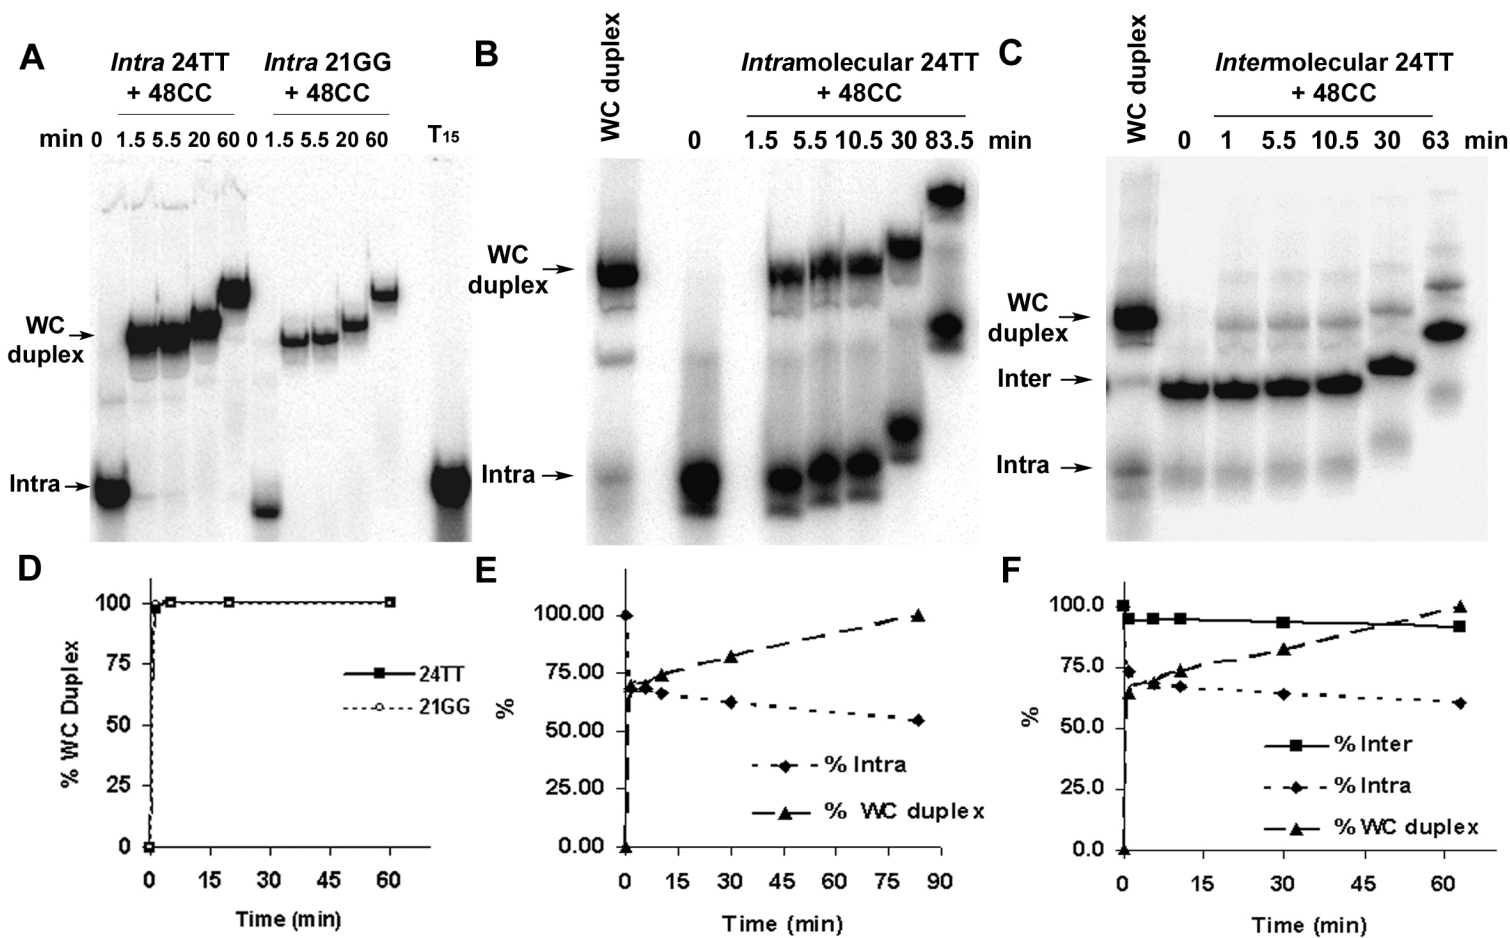 A
Intra 24TT
+ 48CC
Intra 21GG
+ 48CC
min 0 1.5 5.5 20 60 0 1.5 5.5 20 60 T15
WC
duplex
Intra
B
WC duplex
Intramolecular 24TT
+ 48CC
0 1.5 5.5 10.5 30 83.5 min
WC
duplex
Intra
C
WC duplex
Intermolecular 24TT
+ 48CC
0 1 5.5 10.5 30 63 min
WC
duplex
Inter
Intra
D
% WC Duplex
100
75
50
25
0
24TT
21GG
0 15 30 45 60
Time (min)
E
%
100.00
75.00
50.00
25.00
0.00
% Intra
% WC duplex
0 15 30 45 60 75 90
Time (min)
F
%
100.0
75.0
50.0
25.0
0.0
% Inter
% Intra
% WC duplex
0 15 30 45 60
Time (min)